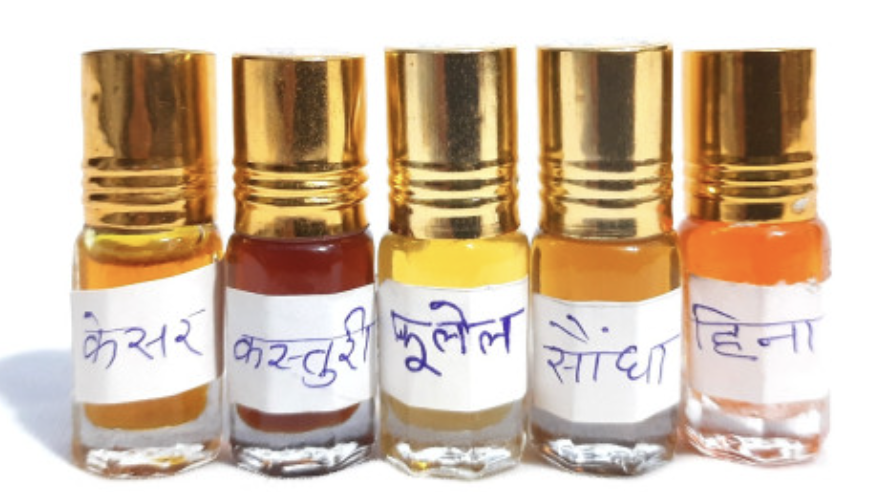 केसर
कस्तुरी
फूलेल
सौंधा
हिना